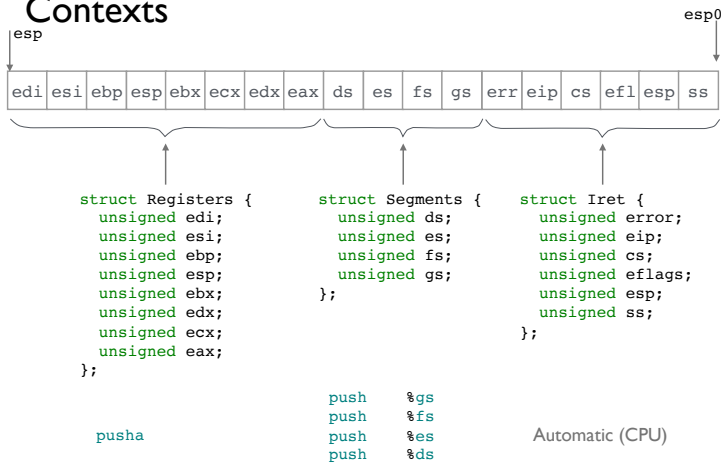 Contexts
esp
esp0
edi esi ebp esp ebx ecx edx eax ds es fs gs err eip cs efl esp ss
struct Registers {
unsigned edi;
unsigned esi;
unsigned ebp;
unsigned esp;
unsigned ebx;
unsigned edx;
unsigned ecx;
unsigned eax;
};
struct Segments {
unsigned ds;
unsigned es;
unsigned fs;
unsigned gs;
};
struct Iret {
unsigned error;
unsigned eip;
unsigned cs;
unsigned eflags;
unsigned esp;
unsigned ss;
};
pusha
push %gs
push %fs
push %es
push %ds
Automatic (CPU)